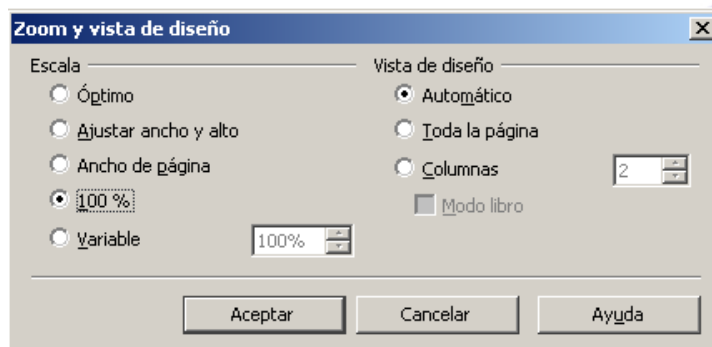 Zoom y vista de diseño
Escala
Óptimo
Ajustar ancho y alto
Ancho de página
100 %
Variable
100%
Vista de diseño
Automático
Toda la página
Columnas
2
Modo libro
Aceptar
Cancelar
Ayuda